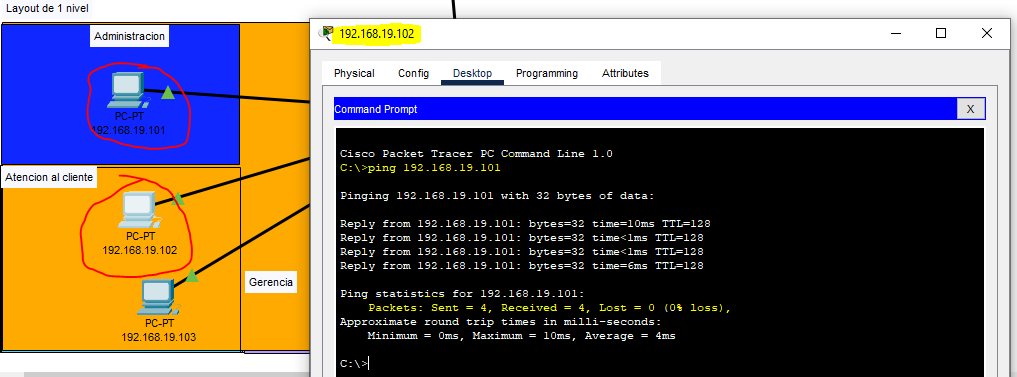 Layout de 1 nivel
Administracion
PC-PT
192.168.19.101
Atencion al cliente
PC-PT
192.168.19.102
Gerencia
PC-PT
192.168.19.103
192.168.19.102
Physical Config Desktop Programming Attributes
Command Prompt
X
Cisco Packet Tracer PC Command Line 1.0
C:\>ping 192.168.19.101
Pinging 192.168.19.101 with 32 bytes of data:
Reply from 192.168.19.101: bytes=32 time=10ms TTL=128
Reply from 192.168.19.101: bytes=32 time<1ms TTL=128
Reply from 192.168.19.101: bytes=32 time<1ms TTL=128
Reply from 192.168.19.101: bytes=32 time=6ms TTL=128
Ping statistics for 192.168.19.101:
Packets: Sent = 4, Received = 4, Lost = 0 (0% loss),
Approximate round trip times in milli-seconds:
Minimum = 0ms, Maximum = 10ms, Average = 4ms
C:\>